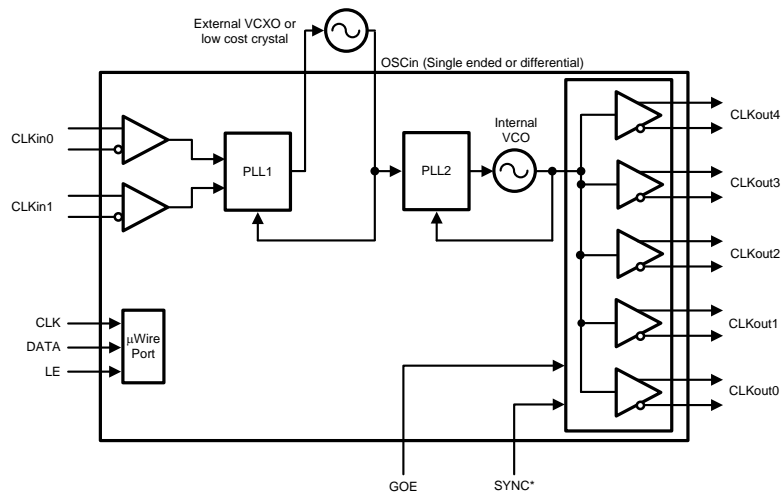 External VCXO or
low cost crystal
OSCin (Single ended or differential)
CLKin0
CLKin1
PLL1
PLL2
Internal
VCO
CLKout4
CLKout3
CLKout2
CLKout1
CLKout0
CLK
DATA
LE
μWire
Port
GOE
SYNC*